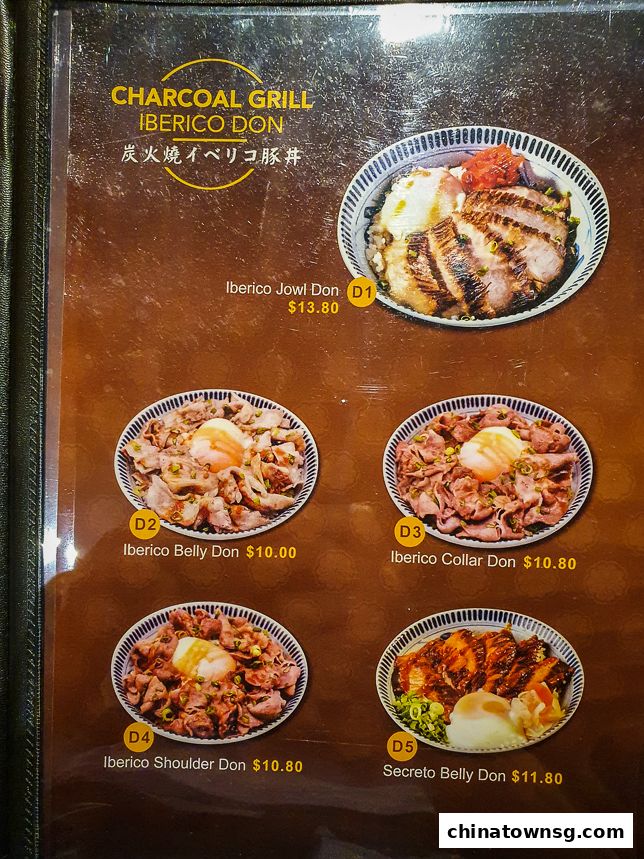 CHARCOAL GRILL
IBERICO DON
炭火燒イベリコ豚丼
Iberico Jowl Don
$13.80
D1
D2
Iberico Belly Don $10.00
D3
Iberico Collar Don $10.80
D4
Iberico Shoulder Don $10.80
D5
Secreto Belly Don $11.80
chinatownsg.com